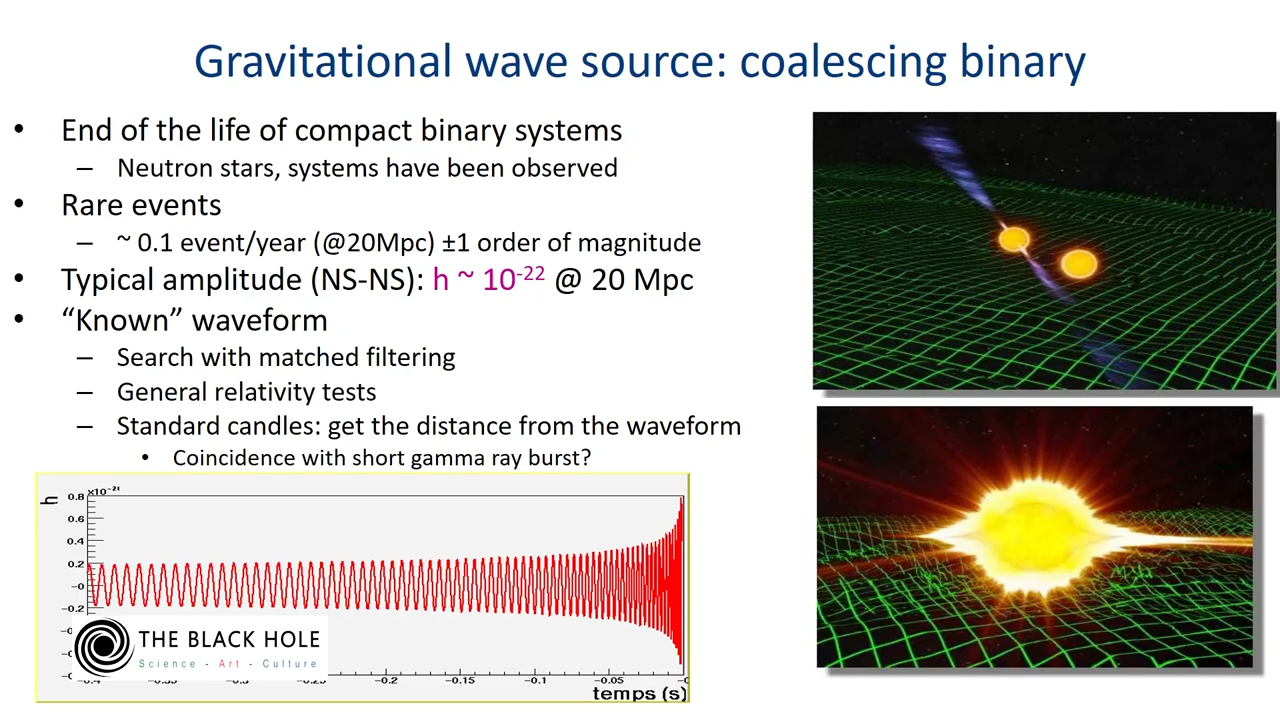 Gravitational wave source: coalescing binary
• End of the life of compact binary systems
– Neutron stars, systems have been observed
• Rare events
– ~ 0.1 event/year (@20Mpc) ±1 order of magnitude
• Typical amplitude (NS-NS): h ~ 10⁻²² @ 20 Mpc
• “Known” waveform
– Search with matched filtering
– General relativity tests
– Standard candles: get the distance from the waveform
• Coincidence with short gamma ray burst?
h
×10⁻²¹
0.8
0.6
0.4
0.2
−0
−0.2
THE BLACK HOLE
Science - Art - Culture
−0.2 −0.15 −0.1 −0.05
temps (s)